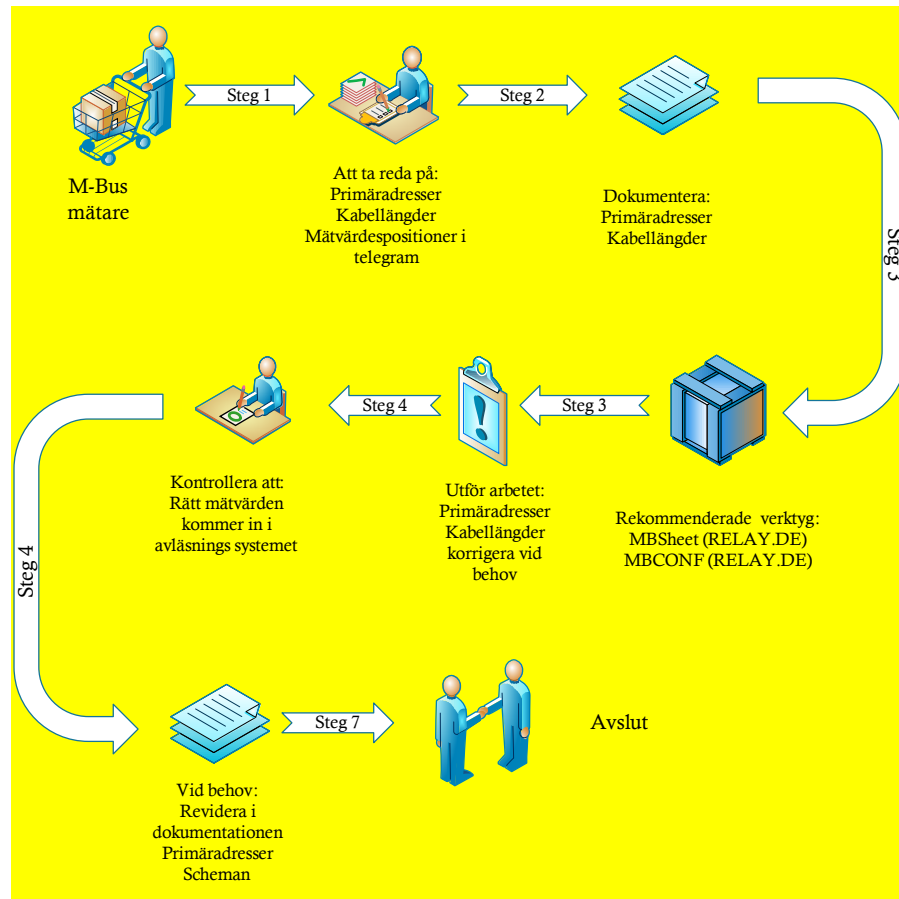 Steg 1
Steg 2
M-Bus
mätare
Att ta reda på:
Primäradresser
Kabellängder
Mätvärdespositioner i
telegram
Dokumentera:
Primäradresser
Kabellängder
Steg 3
Steg 4
Steg 3
Kontrollera att:
Rätt mätvärden
kommer in i
avläsnings systemet
Utför arbetet:
Primäradresser
Kabellängder
korrigera vid
behov
Rekommenderade verktyg:
MBSheet (RELAY.DE)
MBCONF (RELAY.DE)
Steg 4
Steg 7
Avslut
Vid behov:
Revidera i
dokumentationen
Primäradresser
Scheman